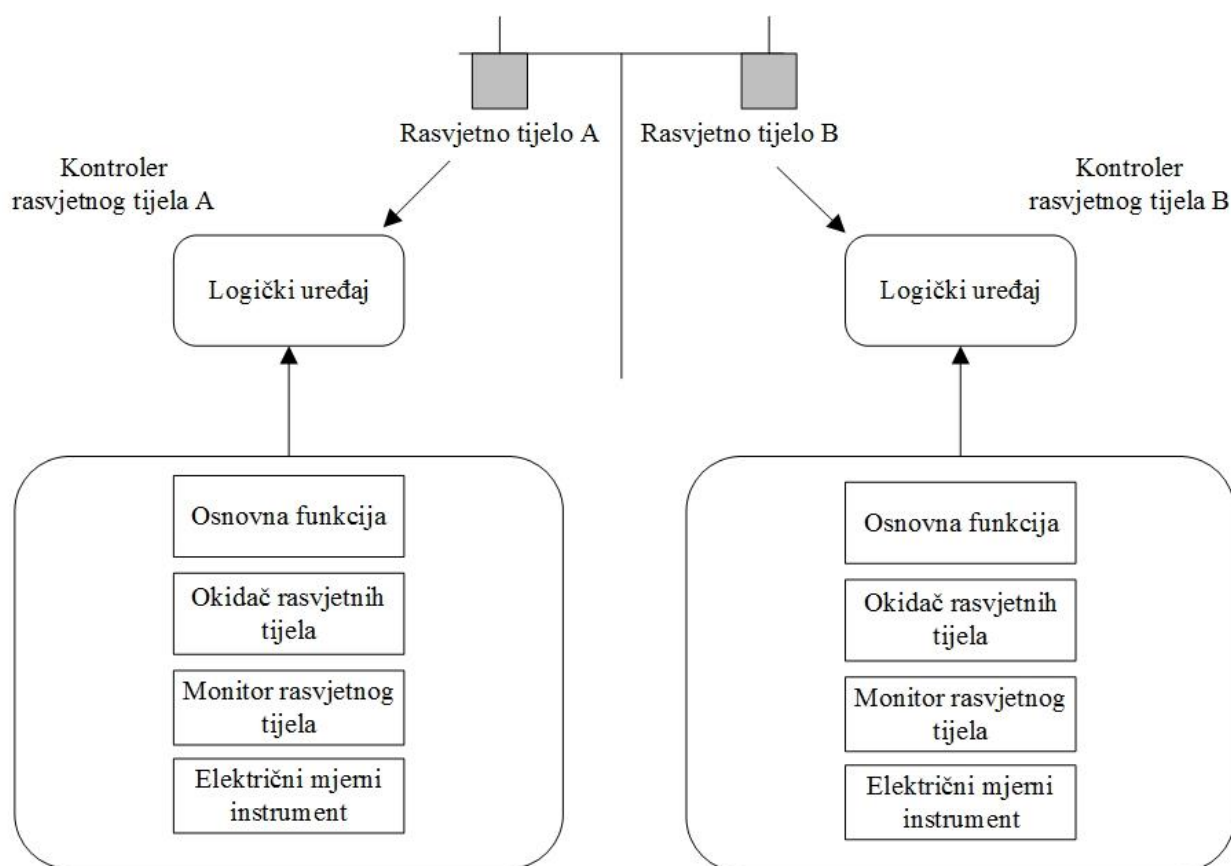 Rasvjetno tijelo A
Rasvjetno tijelo B
Kontroler
rasvjetnog tijela A
Kontroler
rasvjetnog tijela B
Logički uređaj
Logički uređaj
Osnovna funkcija
Okidač rasvjetnih
tijela
Monitor rasvjetnog
tijela
Električni mjerni
instrument
Osnovna funkcija
Okidač rasvjetnih
tijela
Monitor rasvjetnog
tijela
Električni mjerni
instrument